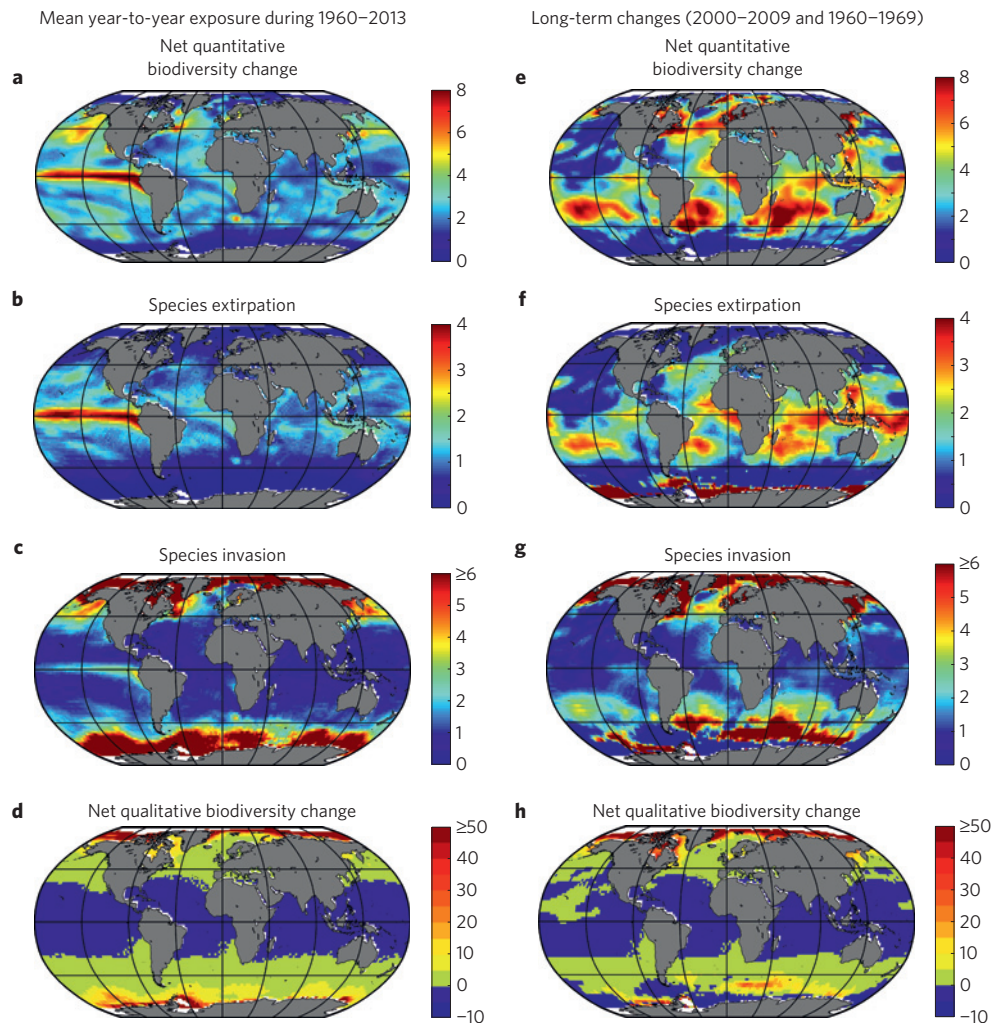 Mean year-to-year exposure during 1960–2013
Net quantitative
biodiversity change
a
8
6
4
2
0
Species extirpation
b
4
3
2
1
0
Species invasion
c
≥6
5
4
3
2
1
0
Net qualitative biodiversity change
d
≥50
40
30
20
10
0
−10
Long-term changes (2000–2009 and 1960–1969)
Net quantitative
biodiversity change
e
8
6
4
2
0
Species extirpation
f
4
3
2
1
0
Species invasion
g
≥6
5
4
3
2
1
0
Net qualitative biodiversity change
h
≥50
40
30
20
10
0
−10